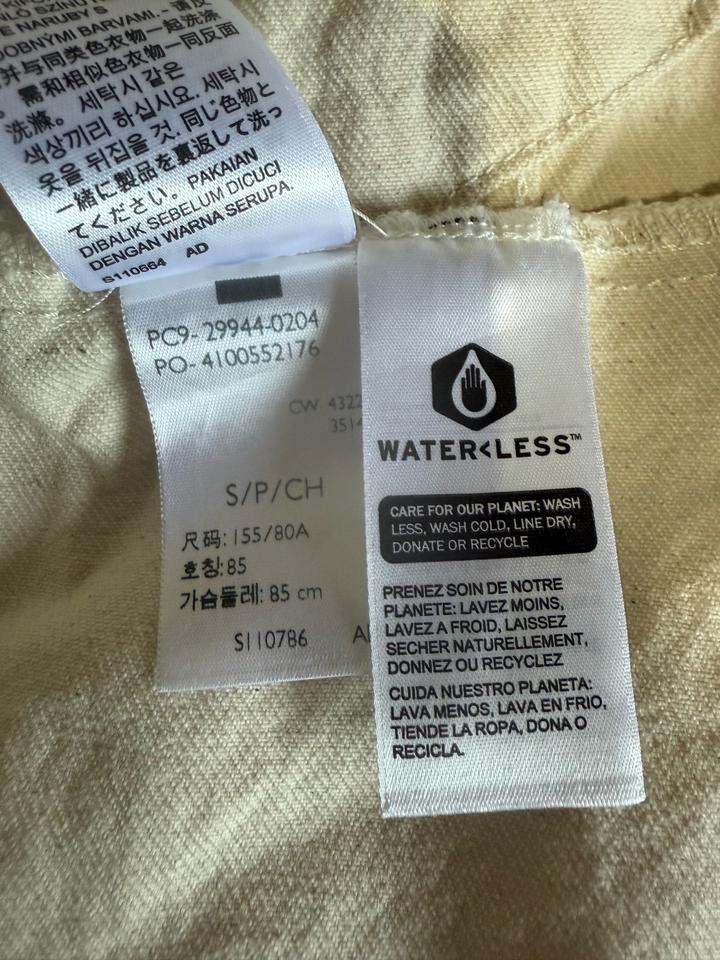 NARUBY S
DOBNÝMI BARVAMI. - 请反
并与同类色衣物一起洗涤
。需和相似色衣物一同反面
洗滌。 세탁시 같은
색상끼리 하십시요. 세탁시
옷을 뒤집을 것. 同じ色物と
一緒に製品を裏返して洗っ
てください。 PAKAIAN
DIBALIK SEBELUM DICUCI
DENGAN WARNA SERUPA.
S110664 AD
PC9-29944-0204
PO-4100552176
CW 4322
3514
S/P/CH
尺码: 155/80A
호칭: 85
가슴둘레: 85 cm
S110786
WATER<LESS™
CARE FOR OUR PLANET: WASH
LESS, WASH COLD, LINE DRY,
DONATE OR RECYCLE
PRENEZ SOIN DE NOTRE
PLANETE: LAVEZ MOINS,
LAVEZ A FROID, LAISSEZ
SECHER NATURELLEMENT,
DONNEZ OU RECYCLEZ
CUIDA NUESTRO PLANETA:
LAVA MENOS, LAVA EN FRIO,
TIENDE LA ROPA, DONA O
RECICLA.